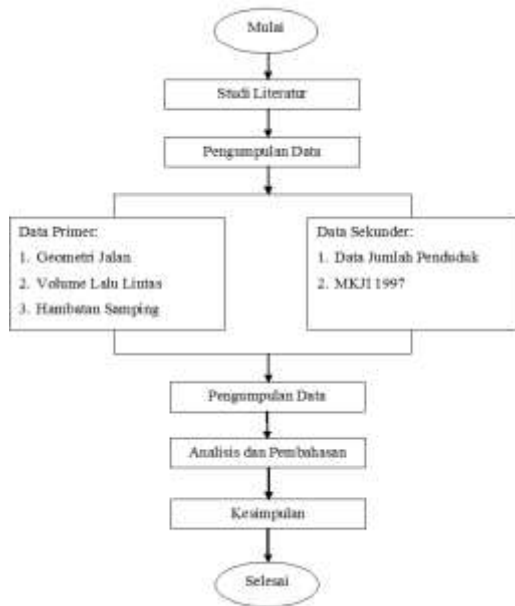 Mulai
Studi Literatur
Pengumpulan Data
Data Primer:
1. Geometri Jalan
2. Volume Lalu Lintas
3. Hambatan Samping
Data Sekunder:
1. Data Jumlah Penduduk
2. MKJI 1997
Pengumpulan Data
Analisis dan Pembahasan
Kesimpulan
Selesai